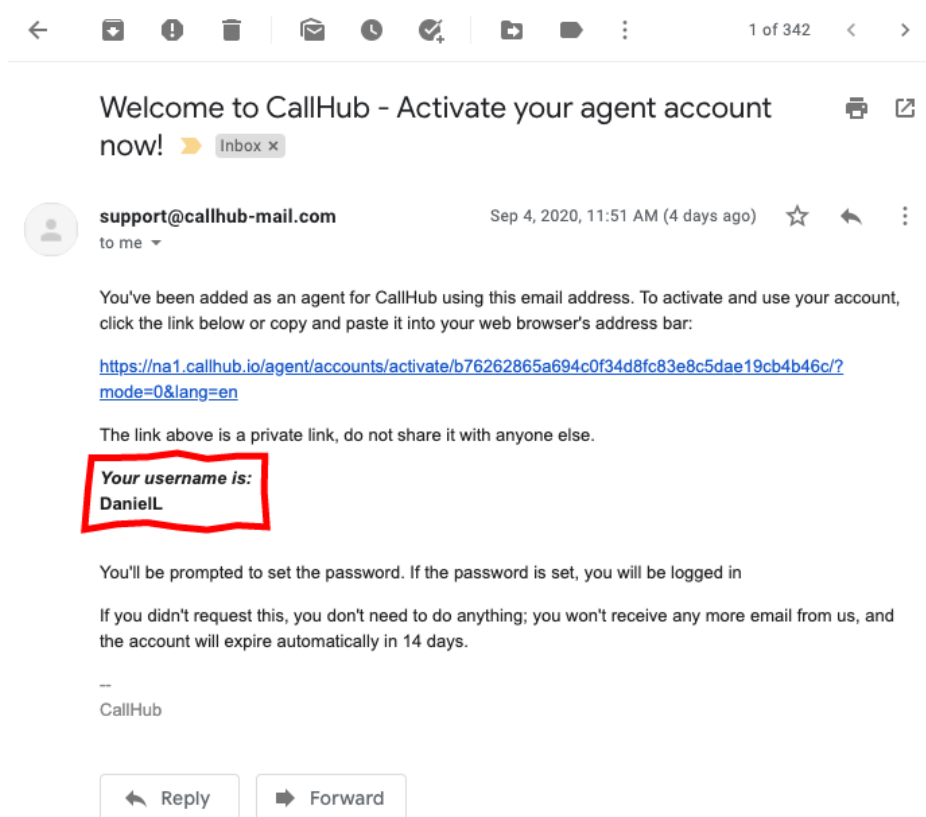 1 of 342
Welcome to CallHub - Activate your agent account
now! Inbox ×
support@callhub-mail.com Sep 4, 2020, 11:51 AM (4 days ago)
to me
You've been added as an agent for CallHub using this email address. To activate and use your account,
click the link below or copy and paste it into your web browser's address bar:
https://na1.callhub.io/agent/accounts/activate/b76262865a694c0f34d8fc83e8c5dae19cb4b46c/?
mode=0&lang=en
The link above is a private link, do not share it with anyone else.
Your username is:
DanielL
You'll be prompted to set the password. If the password is set, you will be logged in
If you didn't request this, you don't need to do anything; you won't receive any more email from us, and
the account will expire automatically in 14 days.
--
CallHub
Reply Forward